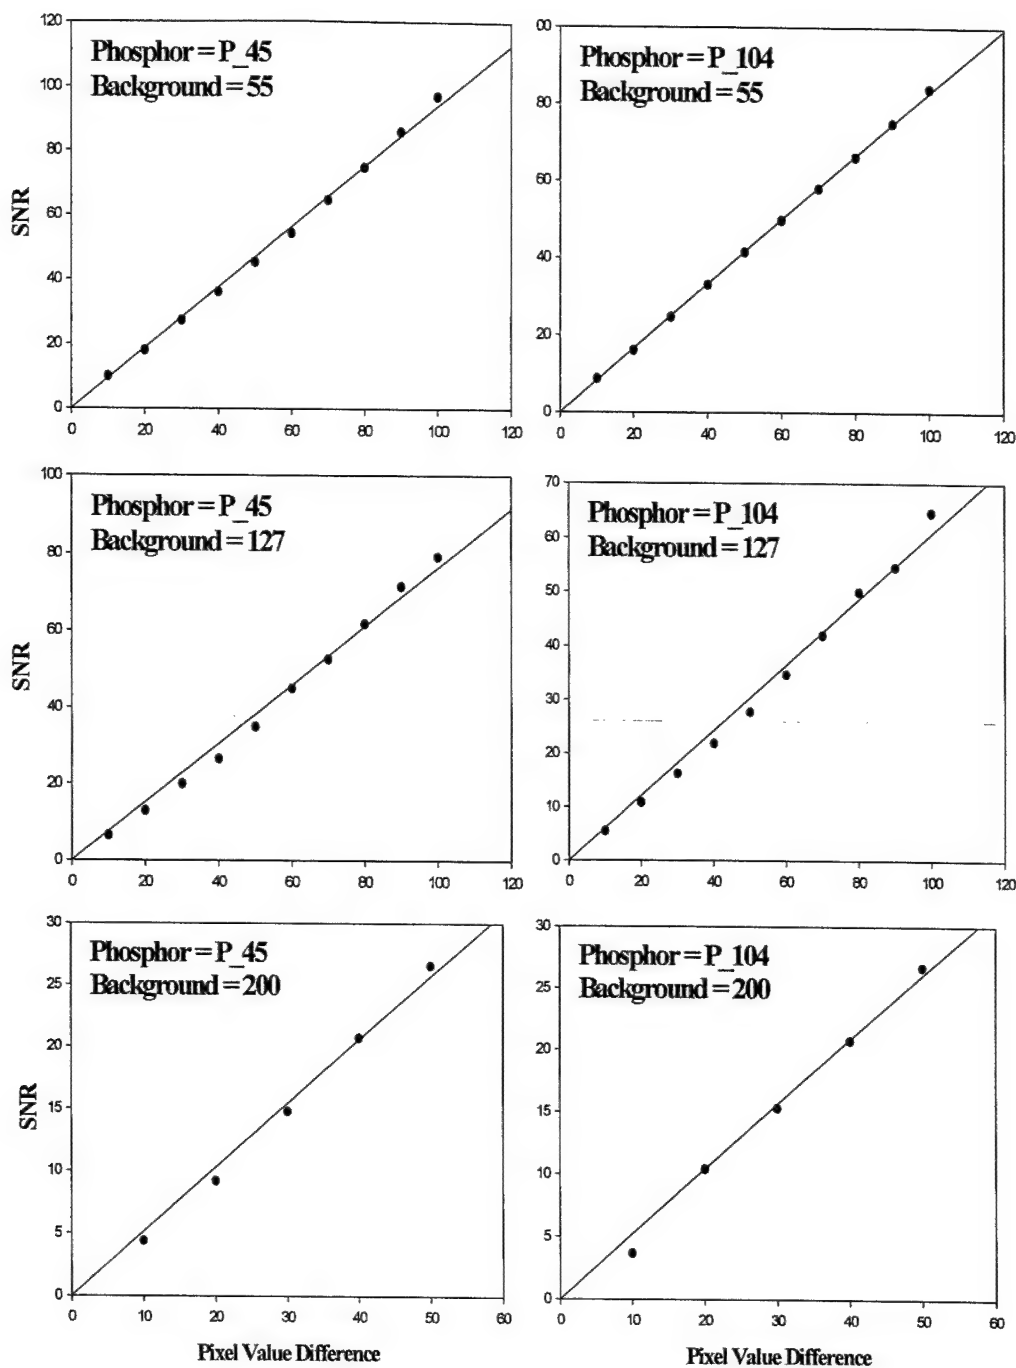 120
100
80
60
40
20
0
SNR
Phosphor = P_45
Background = 55
0 20 40 60 80 100 120
00
80
60
40
20
0
Phosphor = P_104
Background = 55
0 20 40 60 80 100 120
100
80
60
40
20
0
SNR
Phosphor = P_45
Background = 127
0 20 40 60 80 100 120
70
60
50
40
30
20
10
0
Phosphor = P_104
Background = 127
0 20 40 60 80 100 120
30
25
20
15
10
5
0
SNR
Phosphor = P_45
Background = 200
0 10 20 30 40 50 60
Pixel Value Difference
30
25
20
15
10
5
0
Phosphor = P_104
Background = 200
0 10 20 30 40 50 60
Pixel Value Difference